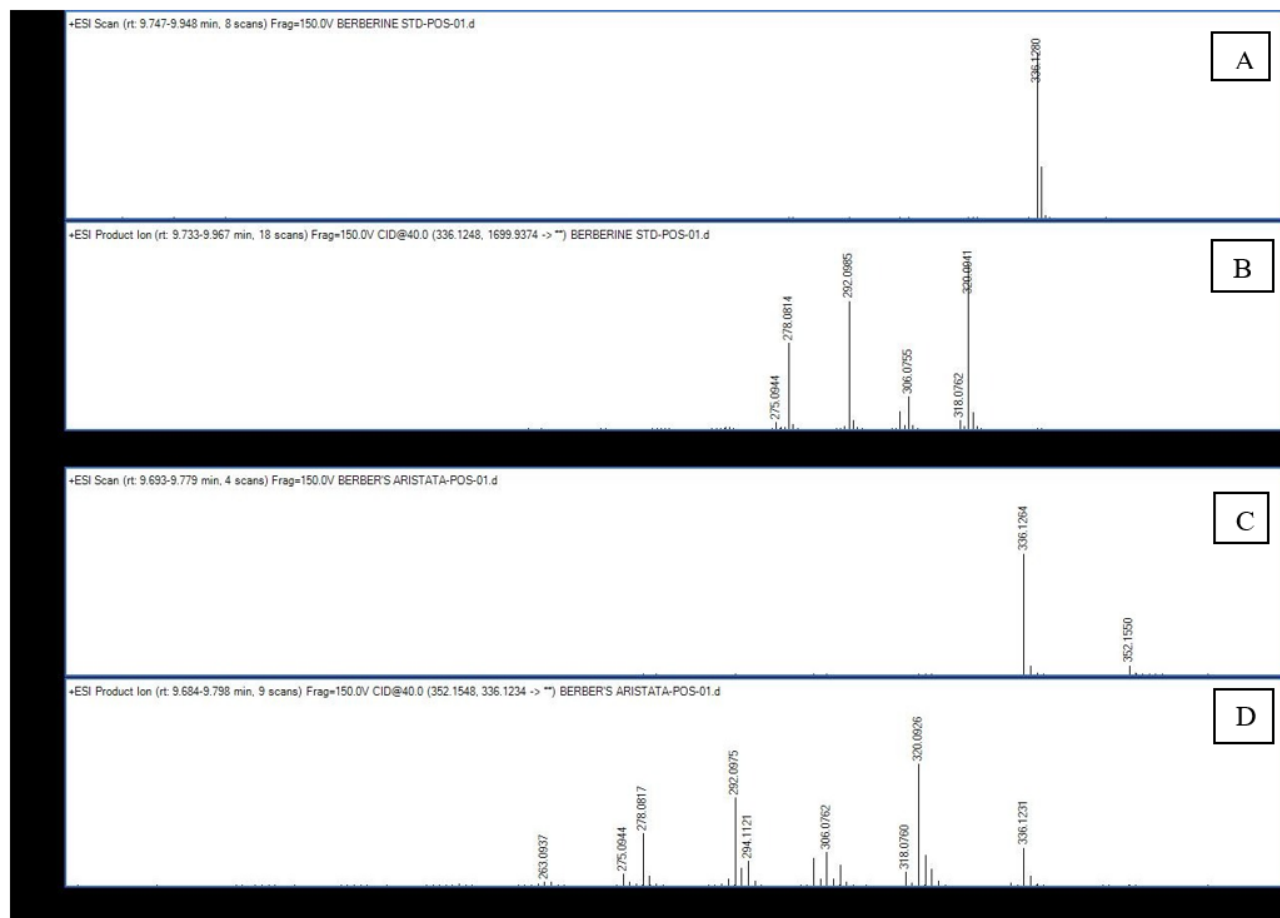 +ESI Scan (rt: 9.747-9.948 min, 8 scans) Frag=150.0V BERBERINE STD-POS-01.d
A
336.1280
+ESI Product Ion (rt: 9.733-9.967 min, 18 scans) Frag=150.0V CID@40.0 (336.1248, 1699.9374 -> **) BERBERINE STD-POS-01.d
B
275.0944
278.0814
292.0985
306.0755
318.0762
320.0941
+ESI Scan (rt: 9.693-9.779 min, 4 scans) Frag=150.0V BERBER'S ARISTATA-POS-01.d
C
336.1264
352.1550
+ESI Product Ion (rt: 9.684-9.798 min, 9 scans) Frag=150.0V CID@40.0 (352.1548, 336.1234 -> **) BERBER'S ARISTATA-POS-01.d
D
263.0937
275.0944
278.0817
292.0975
294.1121
306.0762
318.0760
320.0926
336.1231